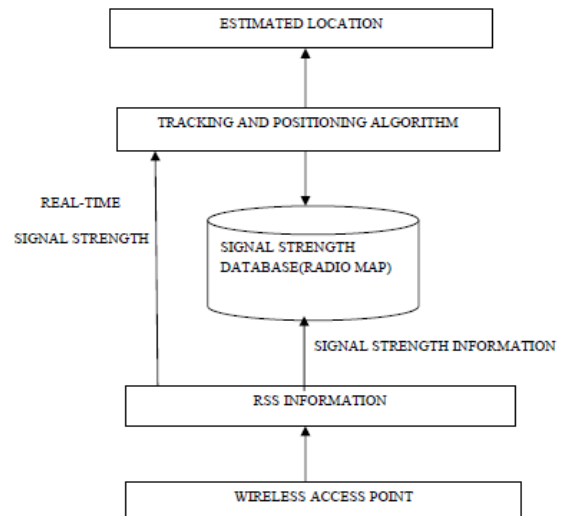 ESTIMATED LOCATION
TRACKING AND POSITIONING ALGORITHM
REAL-TIME
SIGNAL STRENGTH
SIGNAL STRENGTH
DATABASE(RADIO MAP)
SIGNAL STRENGTH INFORMATION
RSS INFORMATION
WIRELESS ACCESS POINT